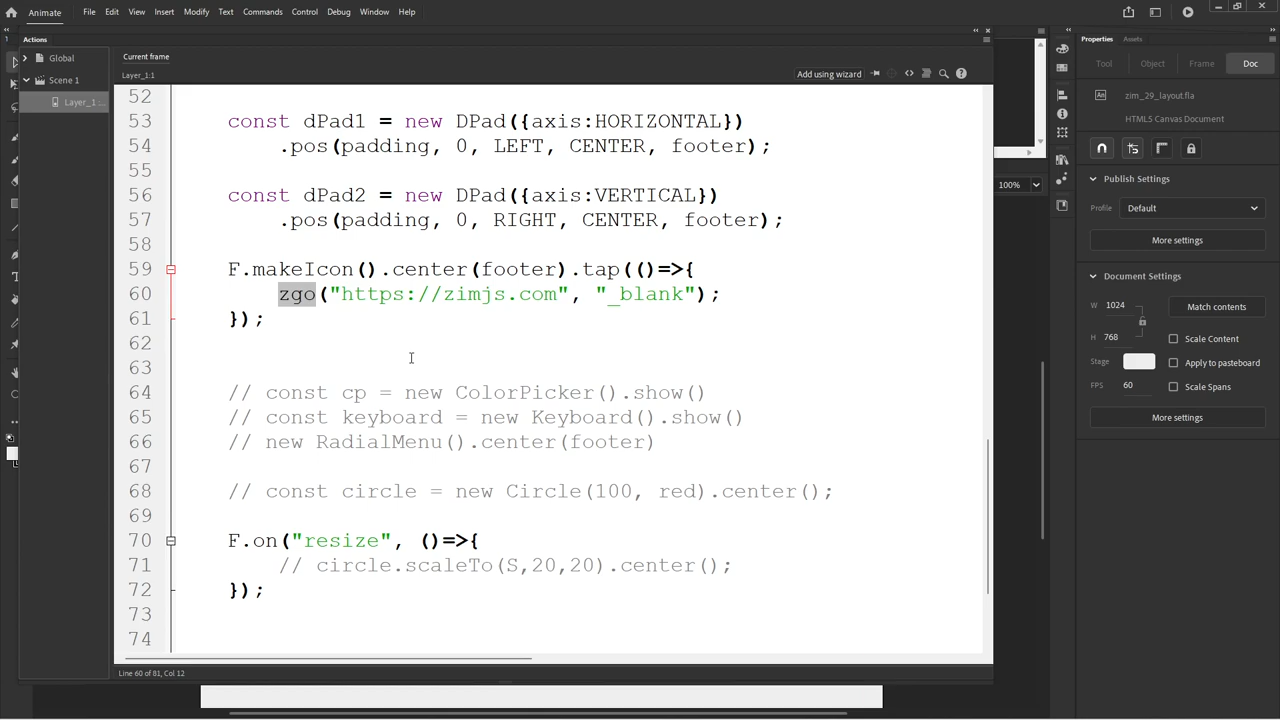 Animate File Edit View Insert Modify Text Commands Control Debug Window Help
Actions
Global
Scene 1
Layer_1:...
Current frame
Layer_1:1
Add using wizard
52
53 const dPad1 = new DPad({axis:HORIZONTAL})
54 .pos(padding, 0, LEFT, CENTER, footer);
55
56 const dPad2 = new DPad({axis:VERTICAL})
57 .pos(padding, 0, RIGHT, CENTER, footer);
58
59 F.makeIcon().center(footer).tap(()=>{
60 zgo("https://zimjs.com", "_blank");
61 });
62
63
64 // const cp = new ColorPicker().show()
65 // const keyboard = new Keyboard().show()
66 // new RadialMenu().center(footer)
67
68 // const circle = new Circle(100, red).center();
69
70 F.on("resize", ()=>{
71 // circle.scaleTo(S,20,20).center();
72 });
73
74
Line 60 of 81, Col 12
100%
Properties Assets
Tool Object Frame Doc
An zim_29_layout.fla
HTML5 Canvas Document
Publish Settings
Profile Default
More settings
Document Settings
W 1024 Match contents
H 768 Scale Content
Stage Apply to pasteboard
FPS 60 Scale Spans
More settings